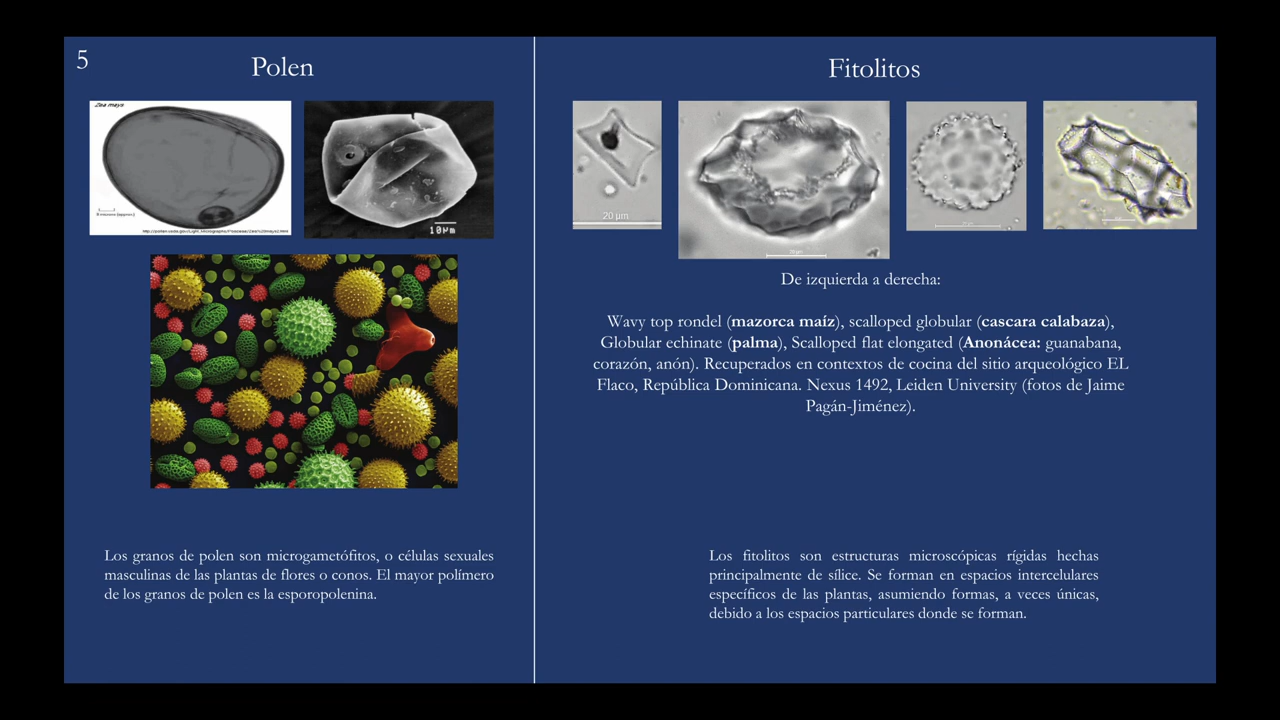 5
Polen
Zea mays
10µm
Los granos de polen son microgametófitos, o células sexuales
masculinas de las plantas de flores o conos. El mayor polímero
de los granos de polen es la esporopolenina.
Fitolitos
20 µm
De izquierda a derecha:
Wavy top rondel (mazorca maíz), scalloped globular (cascara calabaza),
Globular echinate (palma), Scalloped flat elongated (Anonácea: guanabana,
corazón, anón). Recuperados en contextos de cocina del sitio arqueológico EL
Flaco, República Dominicana. Nexus 1492, Leiden University (fotos de Jaime
Pagán-Jiménez).
Los fitolitos son estructuras microscópicas rígidas hechas
principalmente de sílice. Se forman en espacios intercelulares
específicos de las plantas, asumiendo formas, a veces únicas,
debido a los espacios particulares donde se forman.